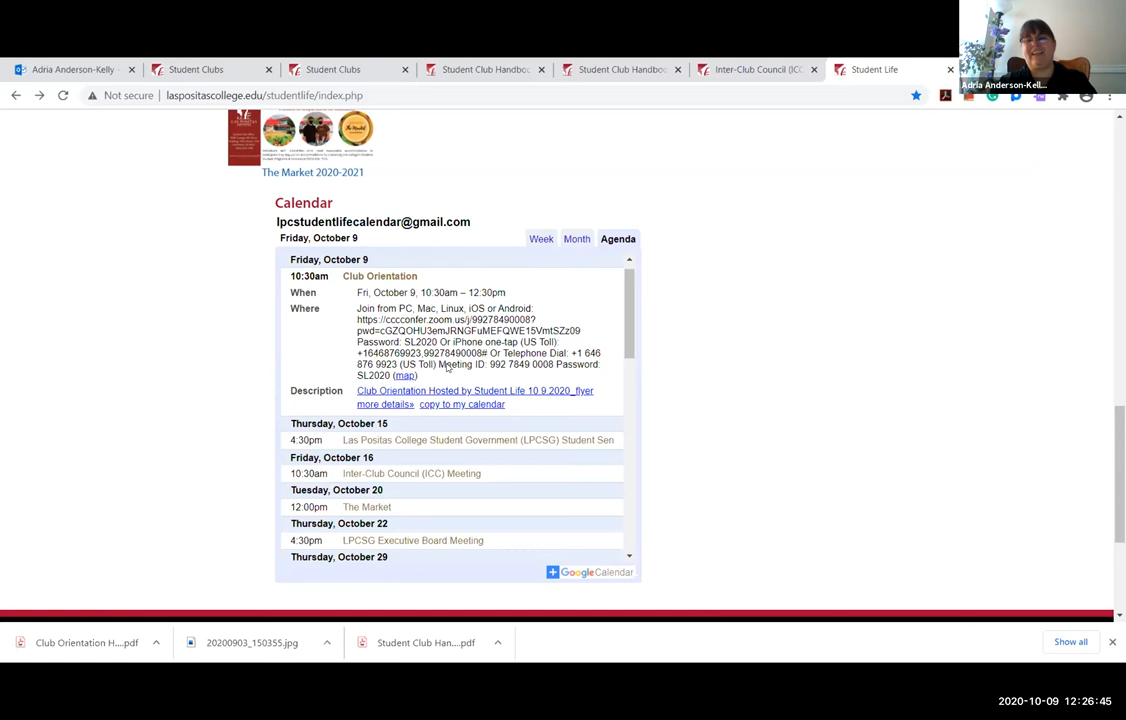 Adria Anderson-Kelly -
Student Clubs
Student Clubs
Student Club Handboo
Student Club Handboo
Inter-Club Council (ICC
Student Life
Adria Anderson-Kell...
Not secure
laspositascollege.edu/studentlife/index.php
The Market 2020-2021
Calendar
lpcstudentlifecalendar@gmail.com
Friday, October 9
Week
Month
Agenda
Friday, October 9
10:30am Club Orientation
When Fri, October 9, 10:30am – 12:30pm
Where Join from PC, Mac, Linux, iOS or Android:
https://cccconfer.zoom.us/j/99278490008?
pwd=cGZQOHU3emJRNGFuMEFQWE15VmtSZz09
Password: SL2020 Or iPhone one-tap (US Toll):
+16468769923,99278490008# Or Telephone Dial: +1 646
876 9923 (US Toll) Meeting ID: 992 7849 0008 Password:
SL2020 (map)
Description Club Orientation Hosted by Student Life 10 9.2020_flyer
more details» copy to my calendar
Thursday, October 15
4:30pm Las Positas College Student Government (LPCSG) Student Sen
Friday, October 16
10:30am Inter-Club Council (ICC) Meeting
Tuesday, October 20
12:00pm The Market
Thursday, October 22
4:30pm LPCSG Executive Board Meeting
Thursday, October 29
GoogleCalendar
Club Orientation H....pdf
20200903_150355.jpg
Student Club Han....pdf
Show all
2020-10-09 12:26:45